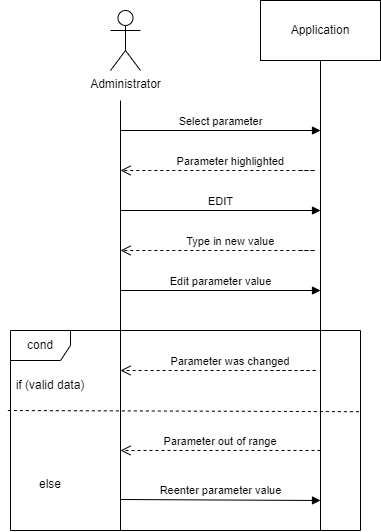 Application
Administrator
Select parameter
Parameter highlighted
EDIT
Type in new value
Edit parameter value
cond
Parameter was changed
if (valid data)
Parameter out of range
else
Reenter parameter value